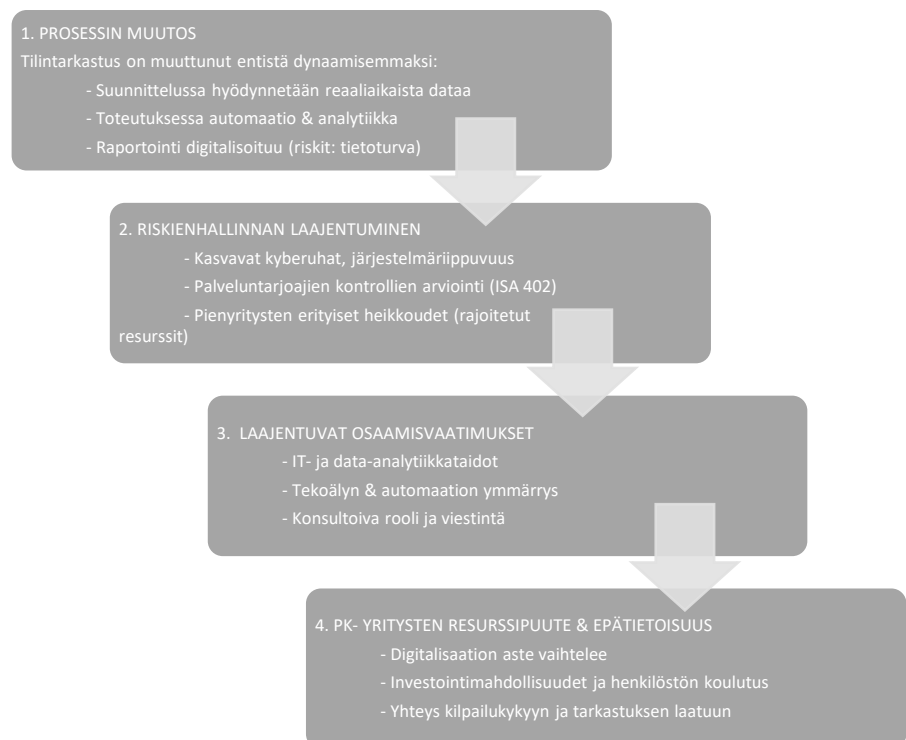 1. PROSESSIN MUUTOS
Tilintarkastus on muuttunut entistä dynaamisemmaksi:
- Suunnittelussa hyödynnetään reaaliaikaista dataa
- Toteutuksessa automaatio & analytiikka
- Raportointi digitalisoituu (riskit: tietoturva)
2. RISKIENHALLINNAN LAAJENTUMINEN
- Kasvavat kyberuhat, järjestelmäriippuvuus
- Palveluntarjoajien kontrollien arviointi (ISA 402)
- Pienyritysten erityiset heikkoudet (rajoitetut
resurssit)
3. LAAJENTUVAT OSAAMISVAATIMUKSET
- IT- ja data-analytiikkataidot
- Tekoälyn & automaation ymmärrys
- Konsultoiva rooli ja viestintä
4. PK- YRITYSTEN RESURSSIPUUTE & EPÄTIETOISUUS
- Digitalisaation aste vaihtelee
- Investointimahdollisuudet ja henkilöstön koulutus
- Yhteys kilpailukykyyn ja tarkastuksen laatuun